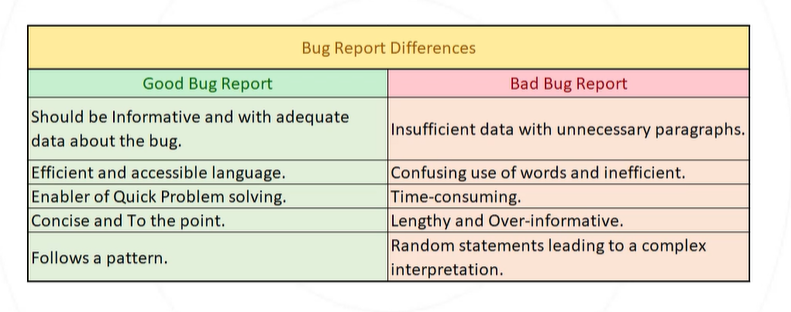 Bug Report Differences
Good Bug Report
Bad Bug Report
Should be Informative and with adequate
data about the bug.
Insufficient data with unnecessary paragraphs.
Efficient and accessible language.
Confusing use of words and inefficient.
Enabler of Quick Problem solving.
Time-consuming.
Concise and To the point.
Lengthy and Over-informative.
Follows a pattern.
Random statements leading to a complex
interpretation.